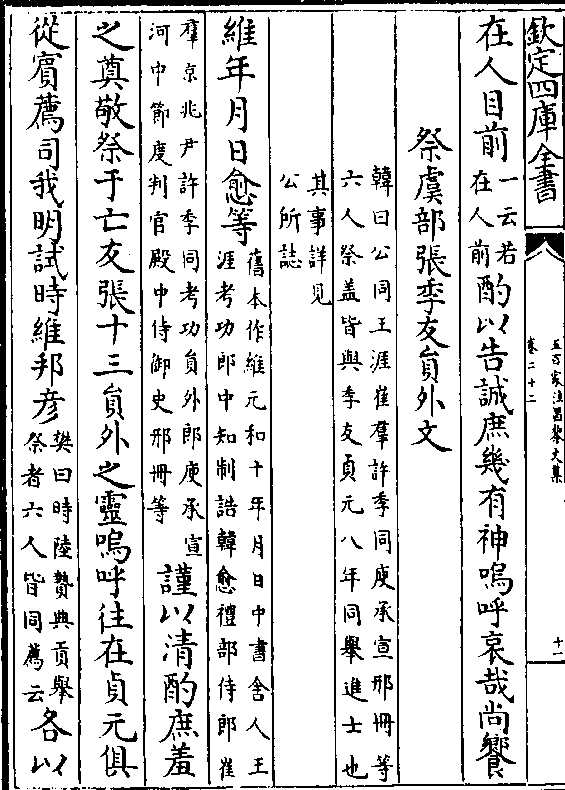 欽定四庫全書
五百家注昌黎文集
卷二十二
十一
在人目前一云若在人前酌以告誠庶幾有神嗚呼哀哉尚饗
祭虞部張季友員外文
韓曰公同王涯崔羣許季同庾承宣邢冊等
六人祭蓋皆與季友貞元八年同舉進士也
其事詳見
公所誌
維年月日愈等舊本作維元和十年月日中書舍人王
涯考功郎中知制誥韓愈禮部侍郎崔
羣京兆尹許季同考功員外郎庾承宣
河中節度判官殿中侍御史邢冊等謹以清酌庶羞
之奠敬祭于亡友張十三員外之靈嗚呼往在貞元俱
從賓薦司我明試時維邦彦樊曰時陸贄典貢舉
祭者六人皆同薦云各以